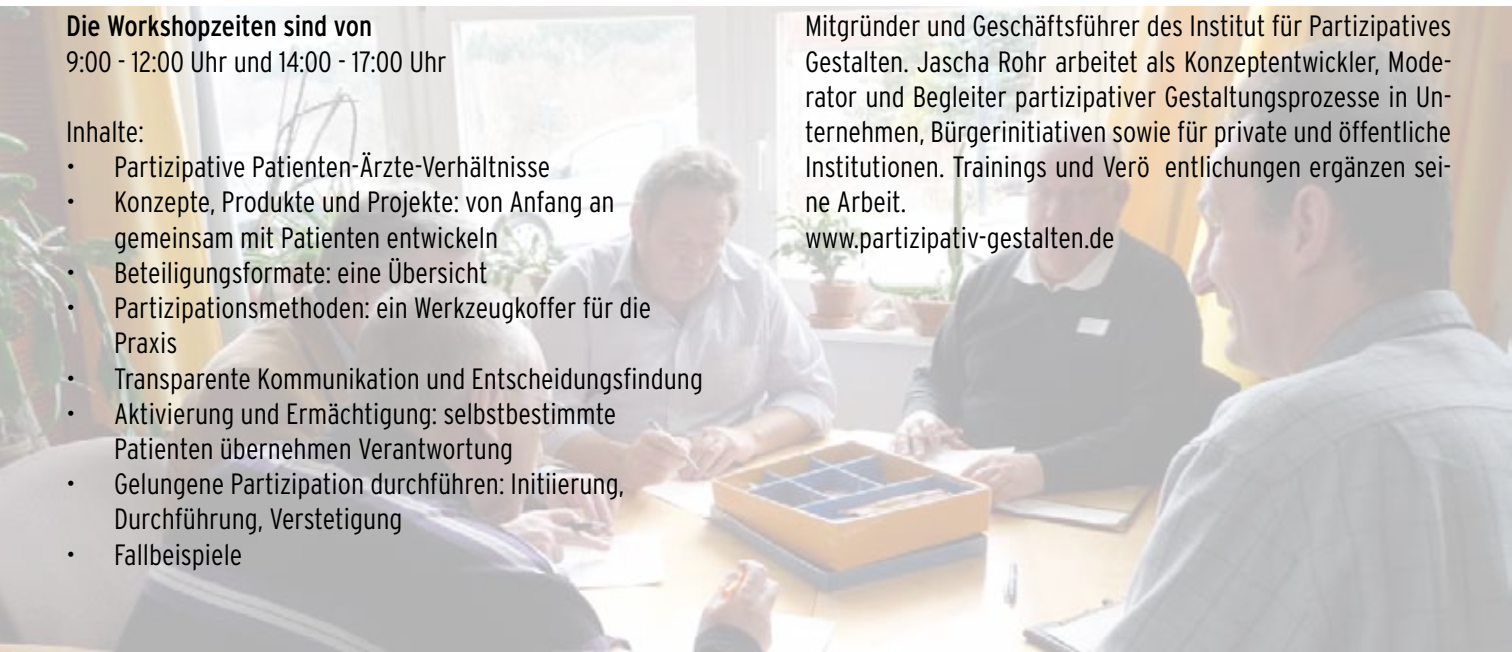 Die Workshopzeiten sind von
9:00 - 12:00 Uhr und 14:00 - 17:00 Uhr
Inhalte:
• Partizipative Patienten-Ärzte-Verhältnisse
• Konzepte, Produkte und Projekte: von Anfang an
gemeinsam mit Patienten entwickeln
• Beteiligungsformate: eine Übersicht
• Partizipationsmethoden: ein Werkzeugkoffer für die
Praxis
• Transparente Kommunikation und Entscheidungsfindung
• Aktivierung und Ermächtigung: selbstbestimmte
Patienten übernehmen Verantwortung
• Gelungene Partizipation durchführen: Initiierung,
Durchführung, Verstetigung
• Fallbeispiele
Mitgründer und Geschäftsführer des Institut für Partizipatives
Gestalten. Jascha Rohr arbeitet als Konzeptentwickler, Mode-
rator und Begleiter partizipativer Gestaltungsprozesse in Un-
ternehmen, Bürgerinitiativen sowie für private und öffentliche
Institutionen. Trainings und Verö entlichungen ergänzen sei-
ne Arbeit.
www.partizipativ-gestalten.de